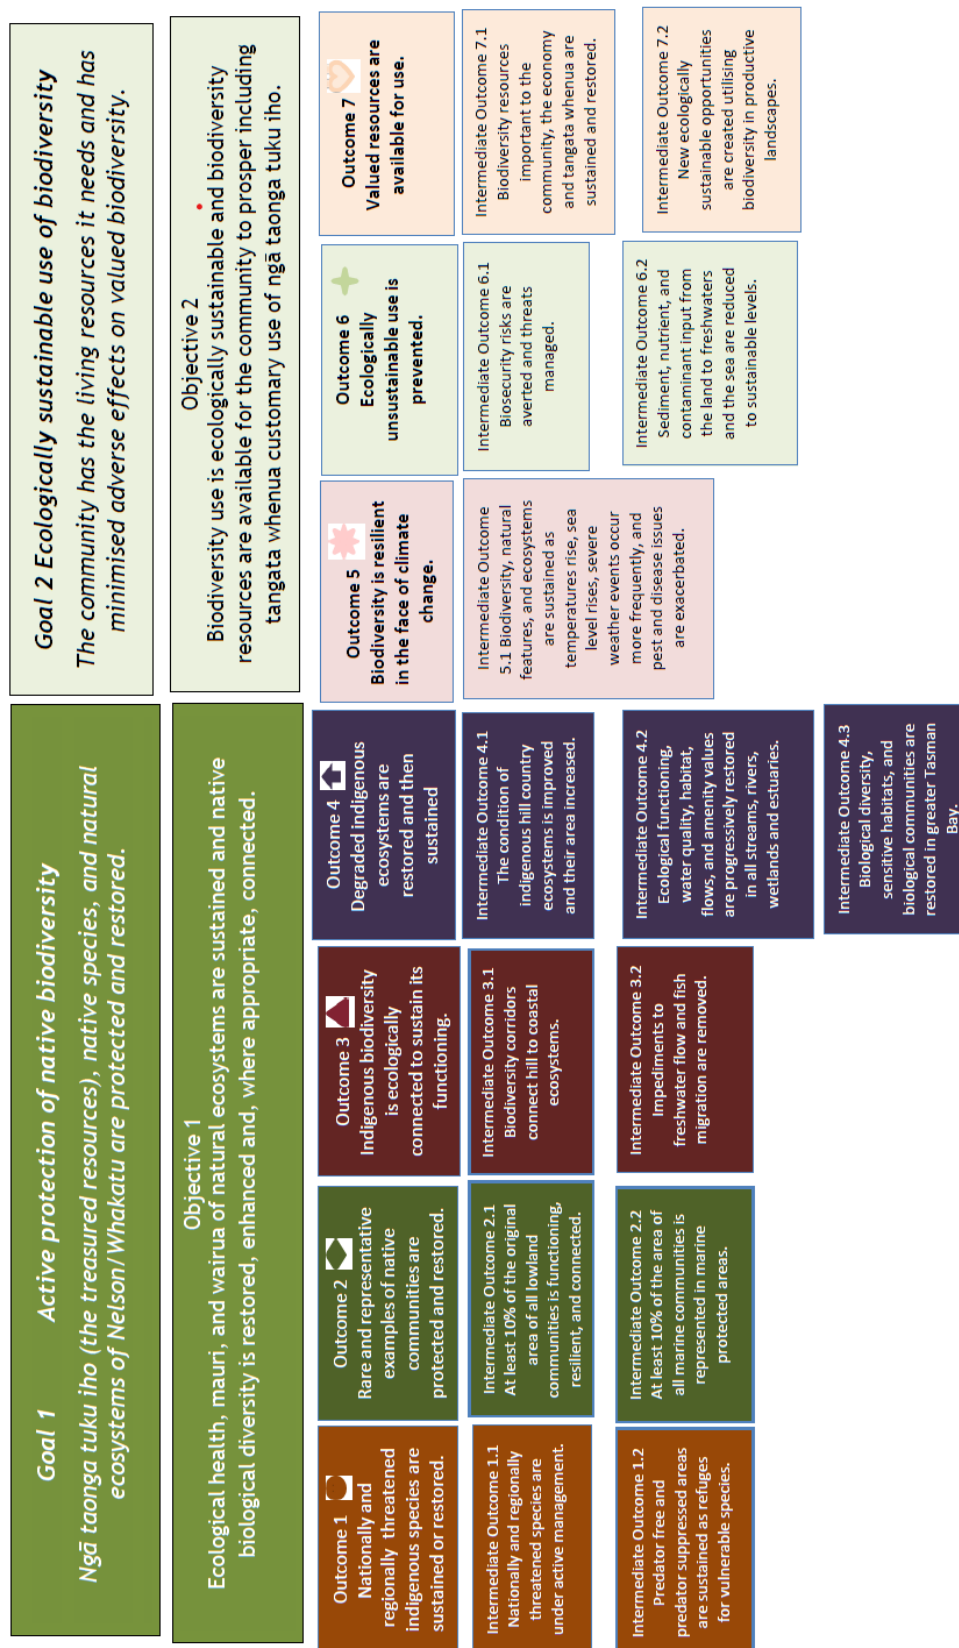 Goal 1 Active protection of native biodiversity
Ngā taonga tuku iho (the treasured resources), native species, and natural
ecosystems of Nelson/Whakatu are protected and restored.
Goal 2 Ecologically sustainable use of biodiversity
The community has the living resources it needs and has
minimised adverse effects on valued biodiversity.
Objective 1
Ecological health, mauri, and wairua of natural ecosystems are sustained and native
biological diversity is restored, enhanced and, where appropriate, connected.
Objective 2
Biodiversity use is ecologically sustainable and biodiversity
resources are available for the community to prosper including
tangata whenua customary use of ngā taonga tuku iho.
Outcome 1
Nationally and
regionally threatened
indigenous species are
sustained or restored.
Outcome 2
Rare and representative
examples of native
communities are
protected and restored.
Outcome 3
Indigenous biodiversity
is ecologically
connected to sustain its
functioning.
Outcome 4
Degraded indigenous
ecosystems are
restored and then
sustained
Outcome 5
Biodiversity is resilient
in the face of climate
change.
Outcome 6
Ecologically
unsustainable use is
prevented.
Outcome 7
Valued resources are
available for use.
Intermediate Outcome 1.1
Nationally and regionally
threatened species are
under active management.
Intermediate Outcome 2.1
At least 10% of the original
area of all lowland
communities is functioning,
resilient, and connected.
Intermediate Outcome 3.1
Biodiversity corridors
connect hill to coastal
ecosystems.
Intermediate Outcome 4.1
The condition of
indigenous hill country
ecosystems is improved
and their area increased.
Intermediate Outcome
5.1 Biodiversity, natural
features, and ecosystems
are sustained as
temperatures rise, sea
level rises, severe
weather events occur
more frequently, and
pest and disease issues
are exacerbated.
Intermediate Outcome 6.1
Biosecurity risks are
averted and threats
managed.
Intermediate Outcome 7.1
Biodiversity resources
important to the
community, the economy
and tangata whenua are
sustained and restored.
Intermediate Outcome 1.2
Predator free and
predator suppressed areas
are sustained as refuges
for vulnerable species.
Intermediate Outcome 2.2
At least 10% of the area of
all marine communities is
represented in marine
protected areas.
Intermediate Outcome 3.2
Impediments to
freshwater flow and fish
migration are removed.
Intermediate Outcome 4.2
Ecological functioning,
water quality, habitat,
flows, and amenity values
are progressively restored
in all streams, rivers,
wetlands and estuaries.
Intermediate Outcome 6.2
Sediment, nutrient, and
contaminant input from
the land to freshwaters
and the sea are reduced
to sustainable levels.
Intermediate Outcome 7.2
New ecologically
sustainable opportunities
are created utilising
biodiversity in productive
landscapes.
Intermediate Outcome 4.3
Biological diversity,
sensitive habitats, and
biological communities are
restored in greater Tasman
Bay.